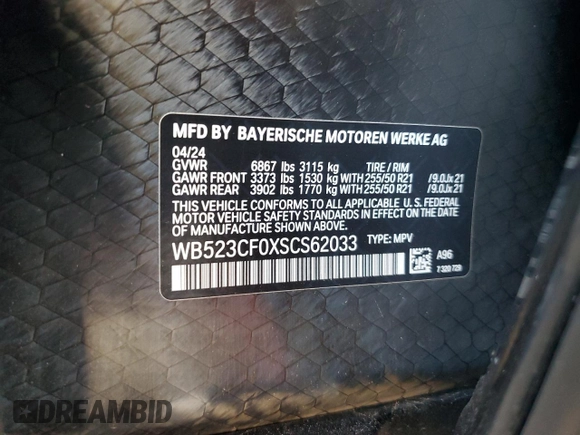 MFD BY BAYERISCHE MOTOREN WERKE AG
04/24
GVWR 6867 lbs 3115 kg TIRE / RIM
GAWR FRONT 3373 lbs 1530 kg WITH 255/50 R21 /9.0Jx21
GAWR REAR 3902 lbs 1770 kg WITH 255/50 R21 /9.0Jx21
THIS VEHICLE CONFORMS TO ALL APPLICABLE U. S. FEDERAL
MOTOR VEHICLE SAFETY STANDARDS IN EFFECT ON THE DATE
OF MANUFACTURE SHOWN ABOVE.
WB523CF0XSCS62033 TYPE: MPV
A96
7 320 729
DREAMBID